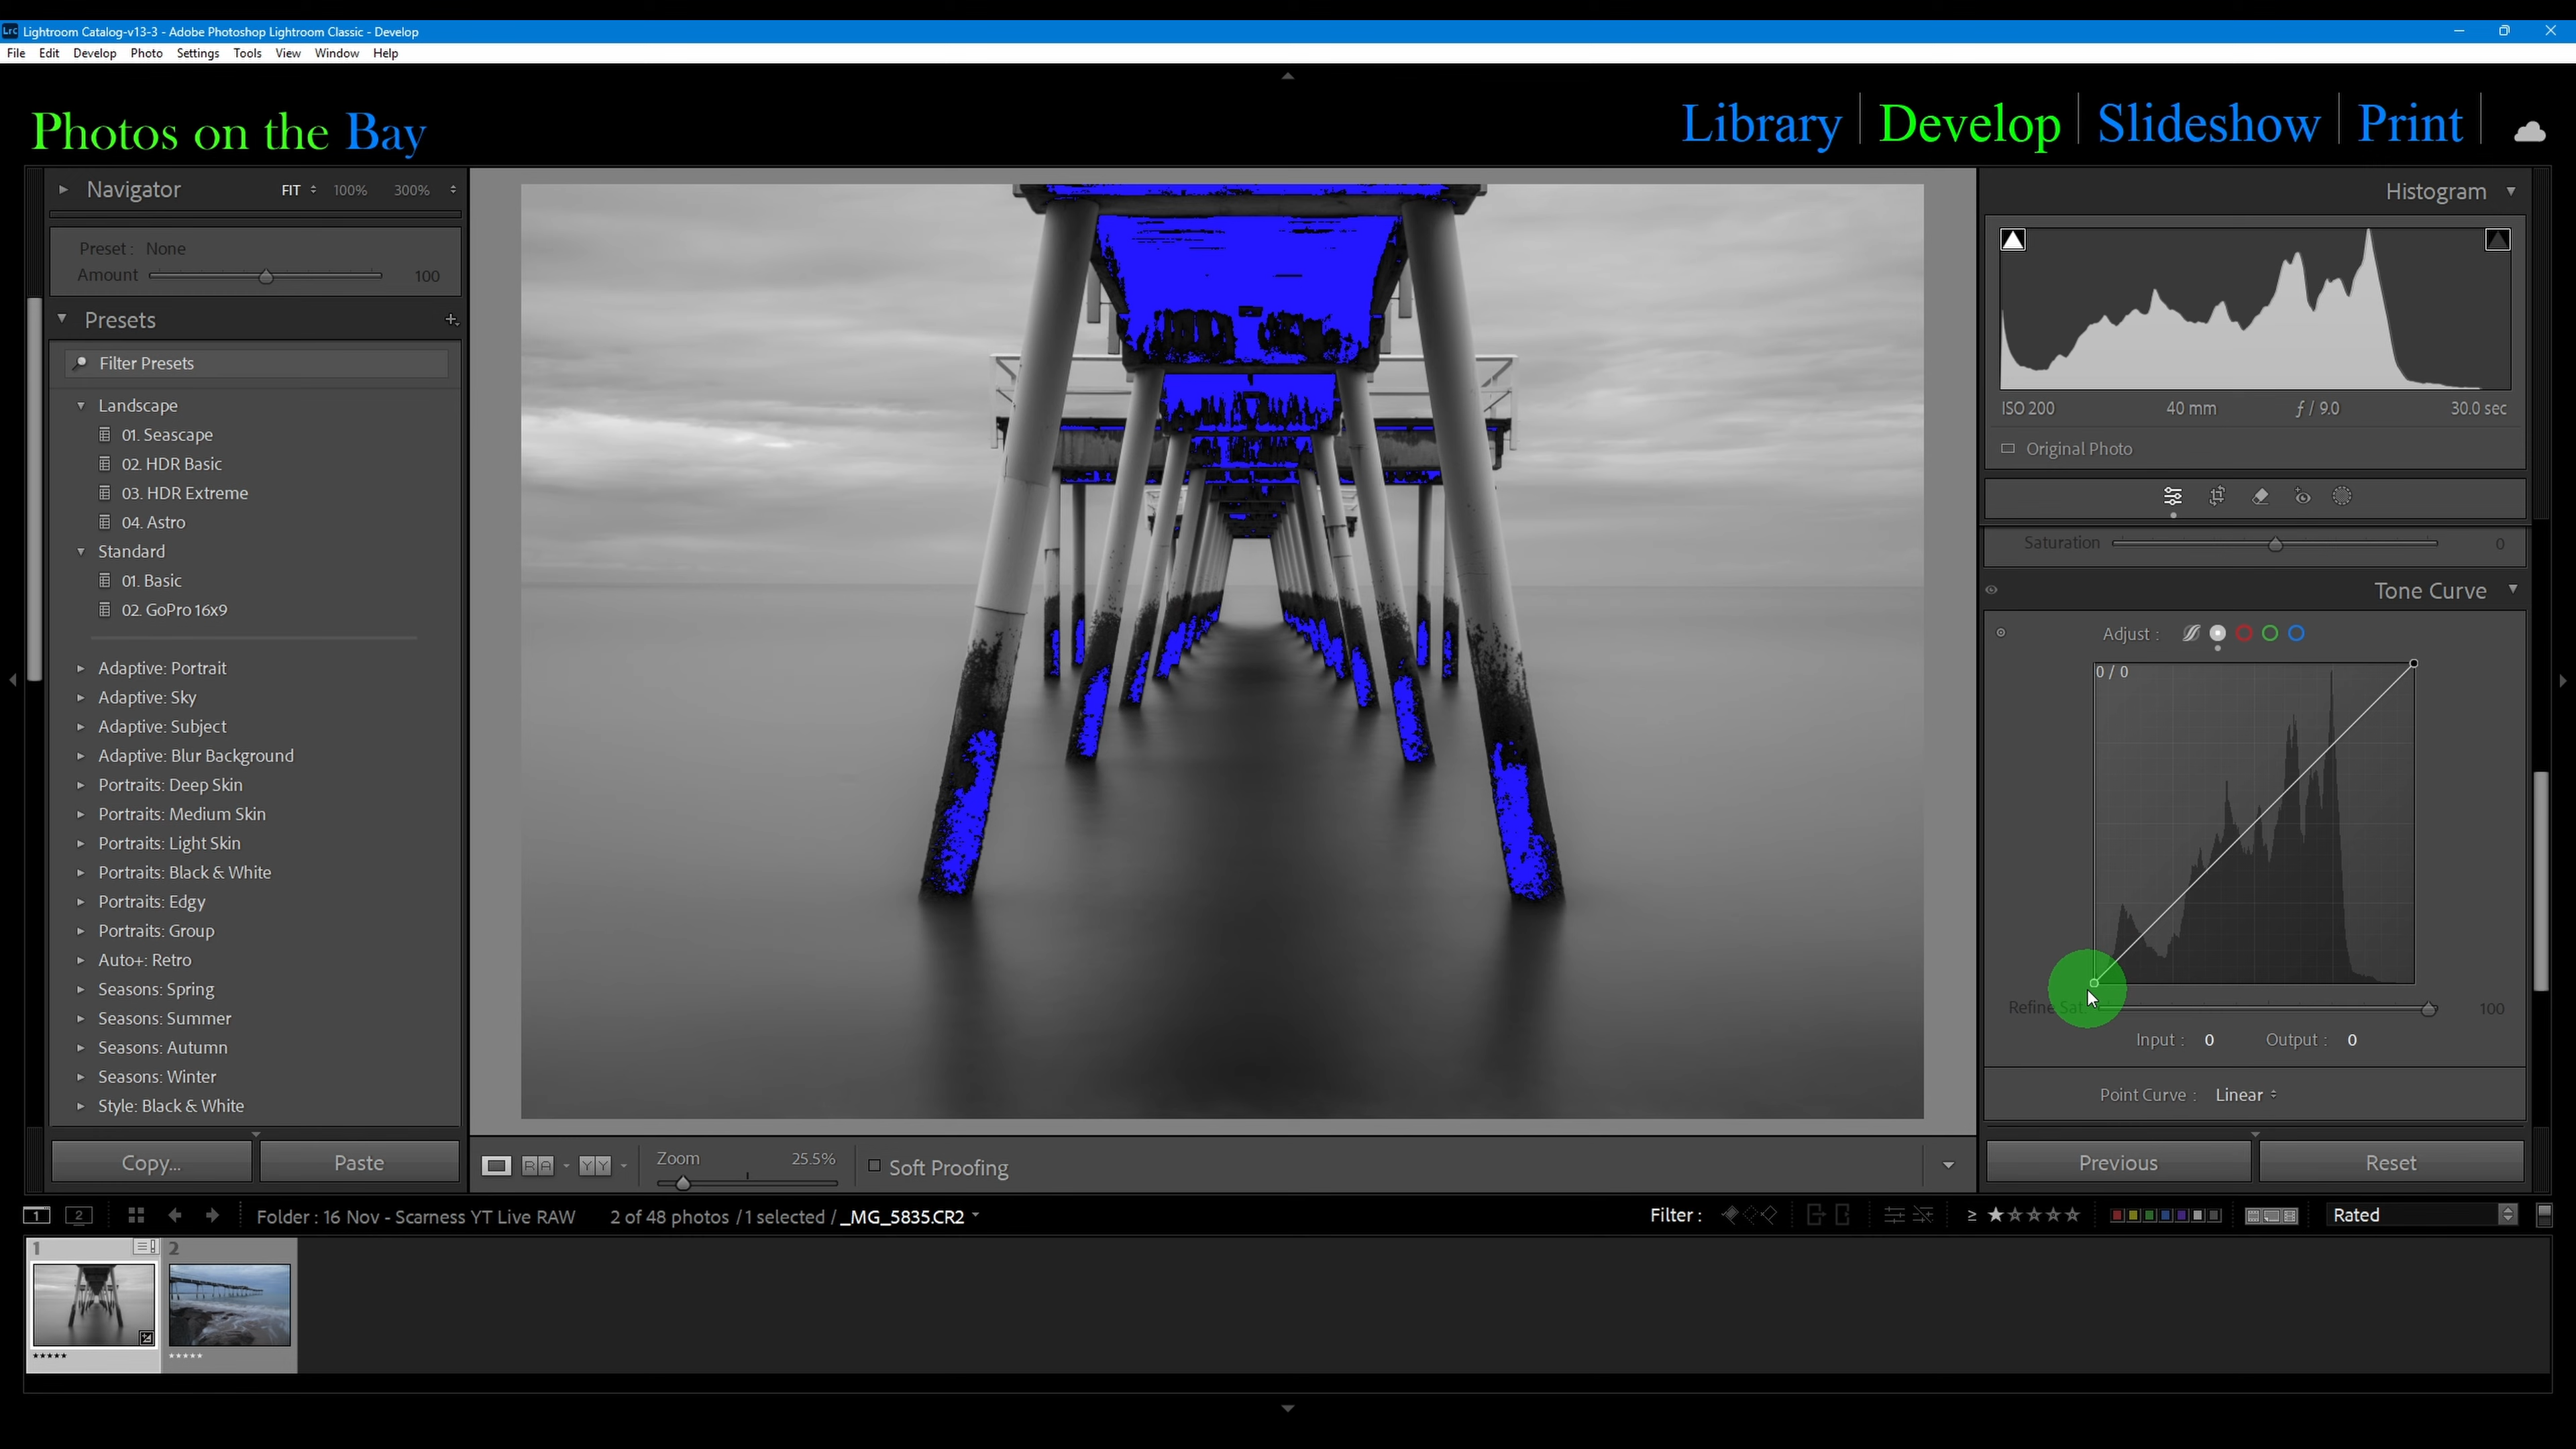 Lrc Lightroom Catalog-v13-3 - Adobe Photoshop Lightroom Classic - Develop
File Edit Develop Photo Settings Tools View Window Help
Photos on the Bay
Library Develop Slideshow Print
Navigator FIT 100% 300%
Preset : None
Amount 100
Presets
Filter Presets
Landscape
01. Seascape
02. HDR Basic
03. HDR Extreme
04. Astro
Standard
01. Basic
02. GoPro 16x9
Adaptive: Portrait
Adaptive: Sky
Adaptive: Subject
Adaptive: Blur Background
Portraits: Deep Skin
Portraits: Medium Skin
Portraits: Light Skin
Portraits: Black & White
Portraits: Edgy
Portraits: Group
Auto+: Retro
Seasons: Spring
Seasons: Summer
Seasons: Autumn
Seasons: Winter
Style: Black & White
Copy... Paste
Zoom 25.5% Soft Proofing
Histogram
ISO 200 40 mm ƒ / 9.0 30.0 sec
Original Photo
Saturation 0
Tone Curve
Adjust :
0 / 0
Refine Sat. 100
Input : 0 Output : 0
Point Curve : Linear
Previous Reset
1 2 Folder : 16 Nov - Scarness YT Live RAW 2 of 48 photos / 1 selected / _MG_5835.CR2 Filter : ≥ ★☆☆☆☆ Rated
1 2
★★★★★ ★★★★★